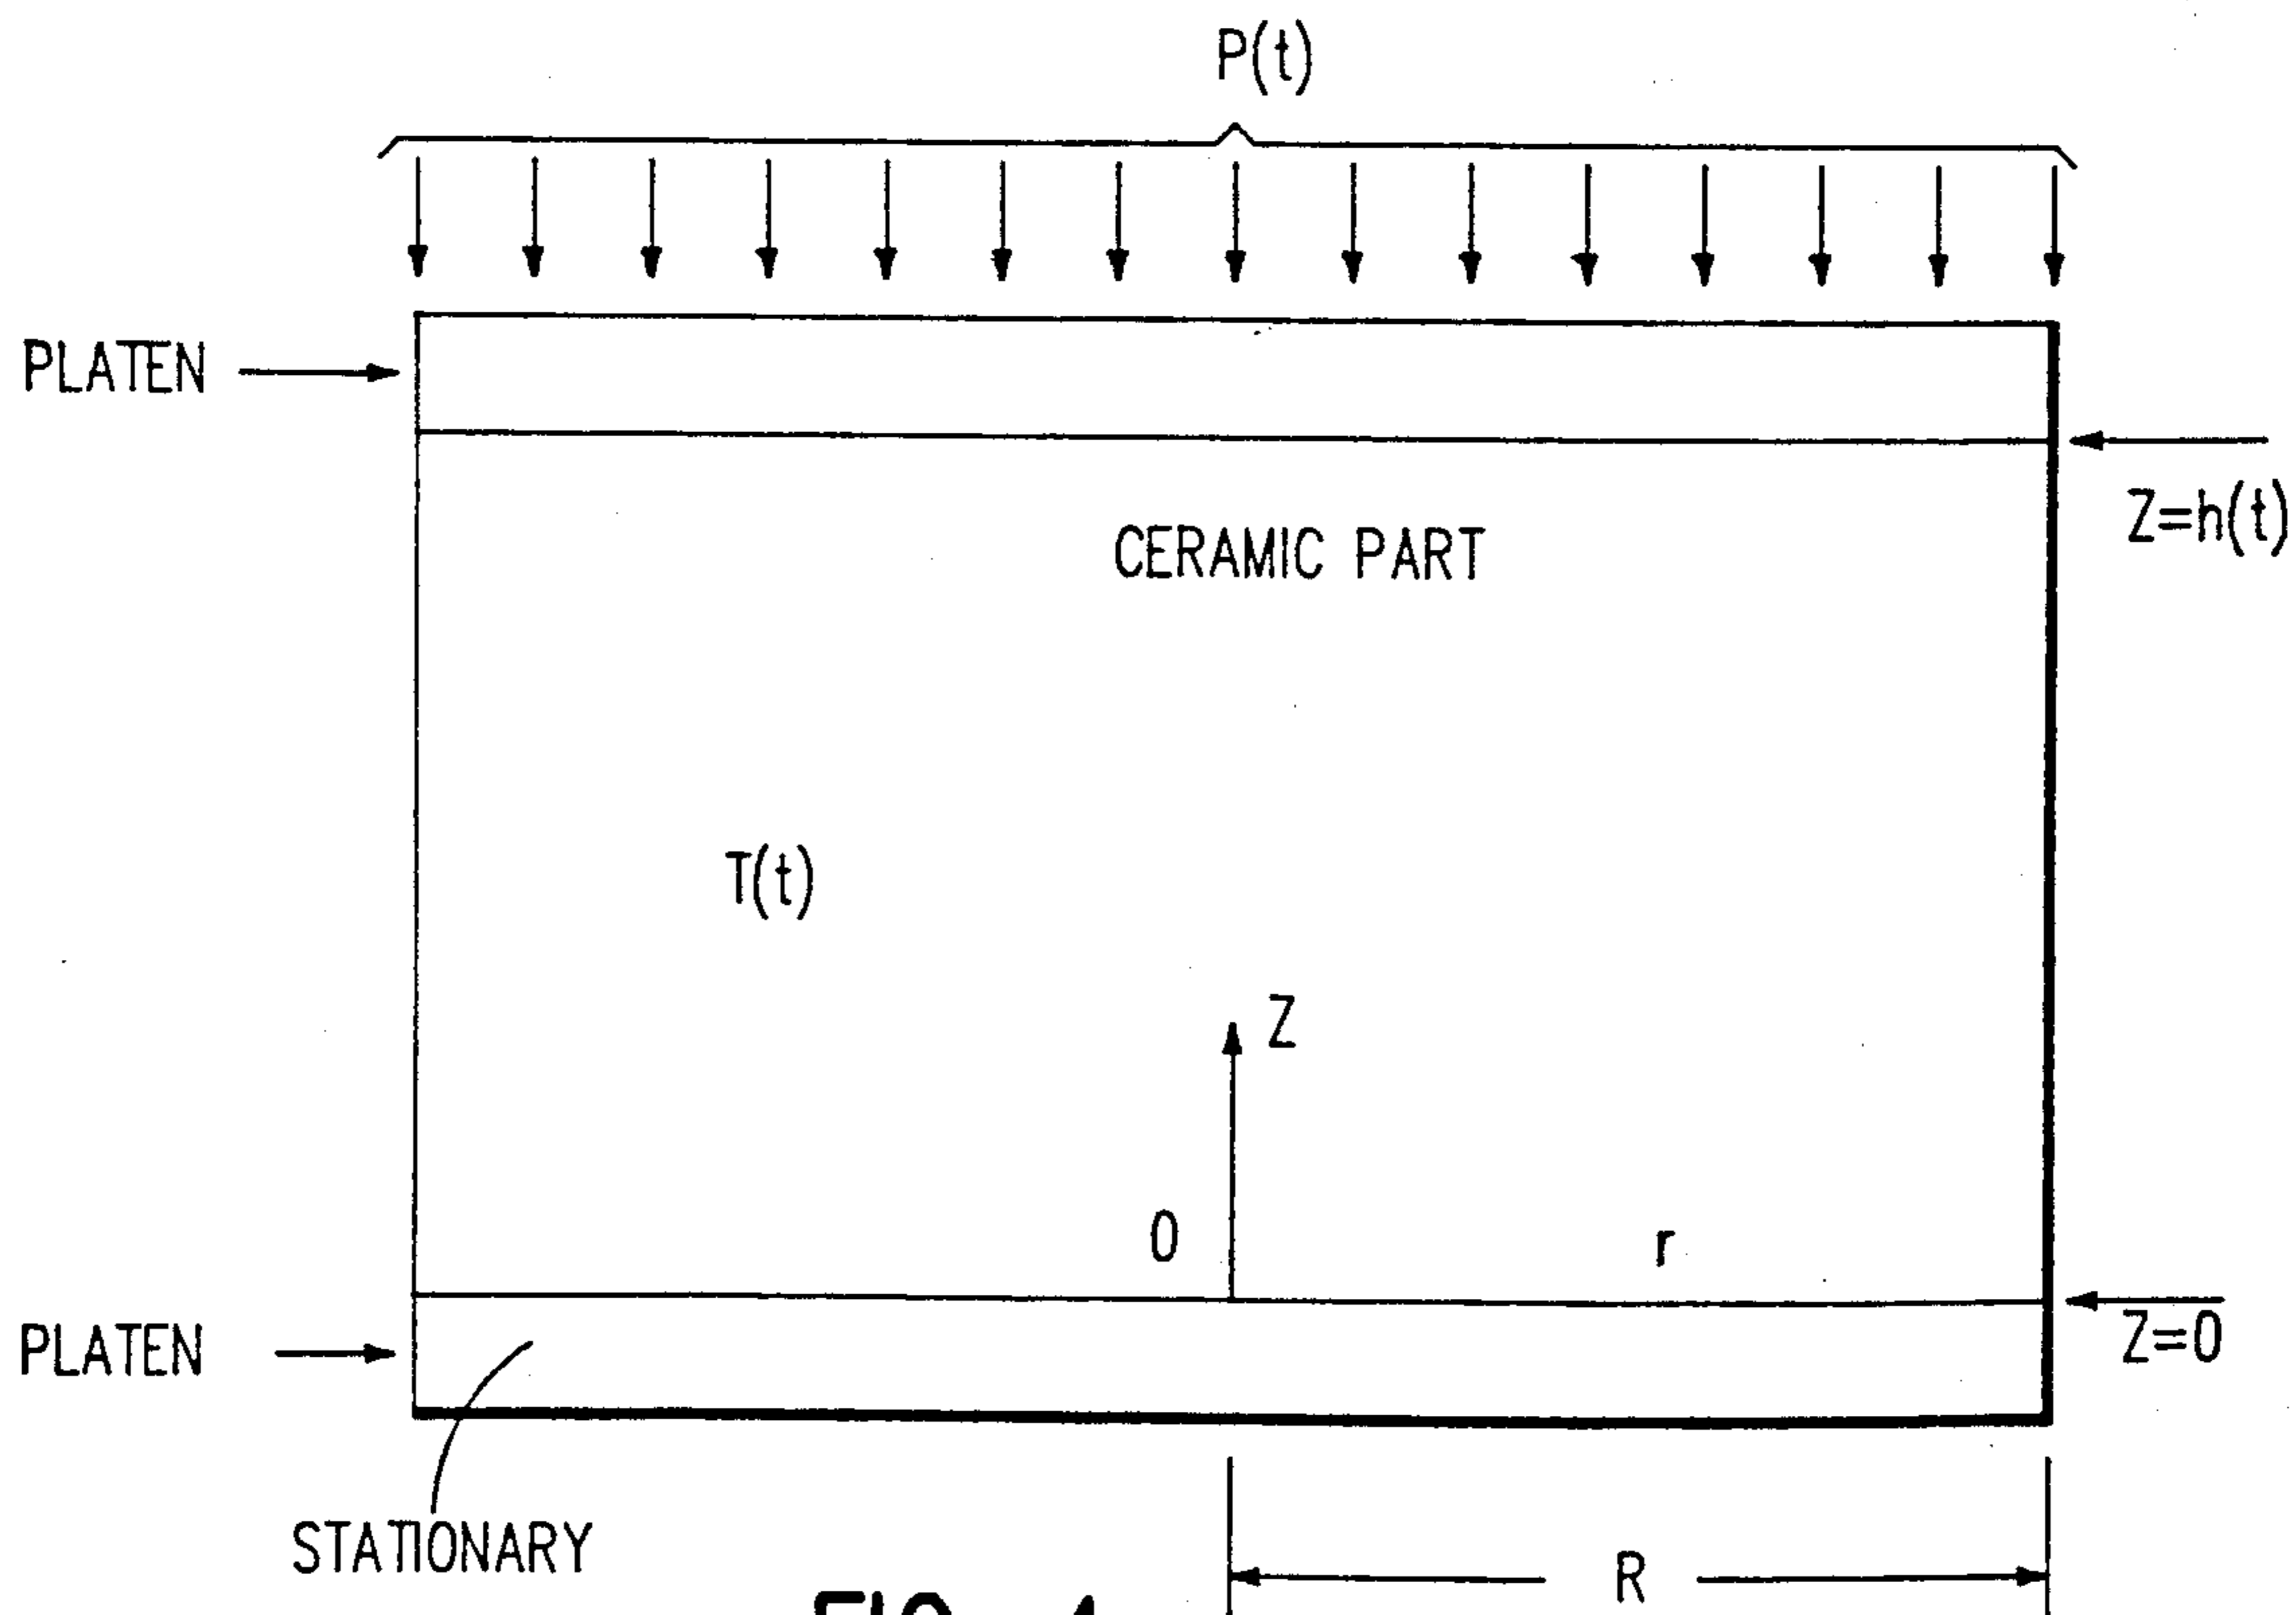 P(t)
PLATEN
Z=h(t)
CERAMIC PART
T(t)
Z
0
r
PLATEN
Z=0
STATIONARY
R